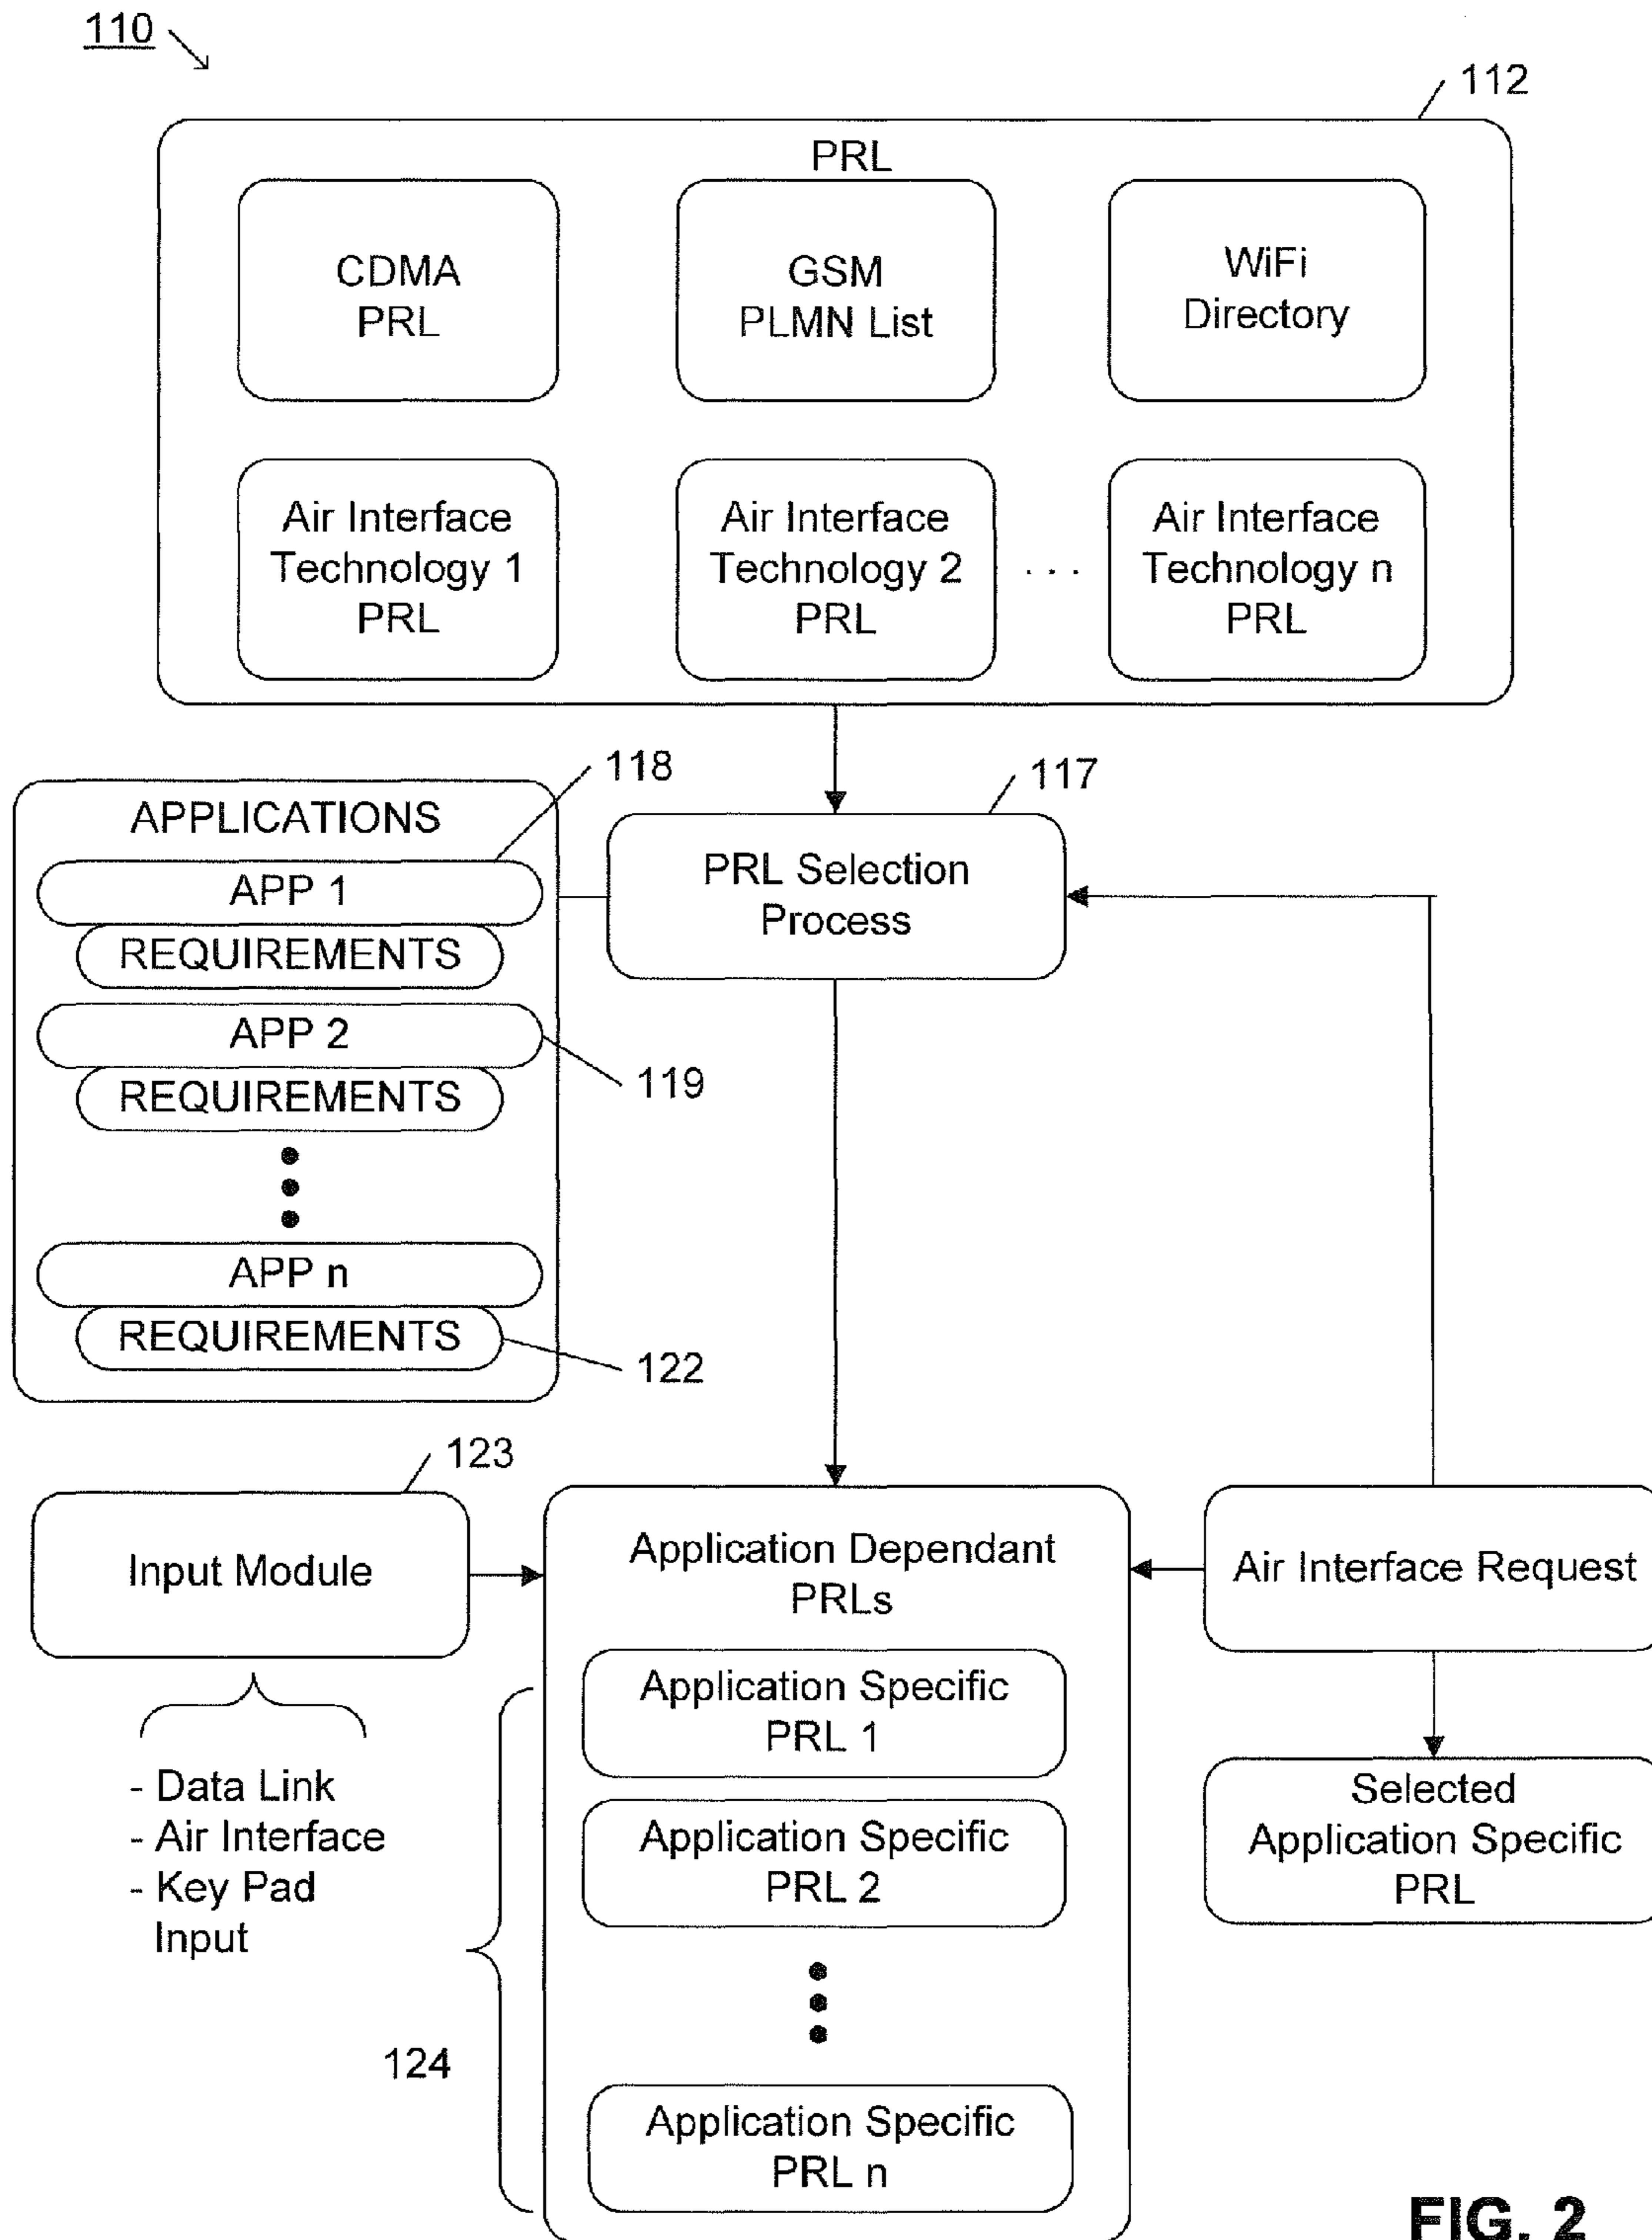 110
112
PRL
CDMA
PRL
GSM
PLMN List
WiFi
Directory
Air Interface
Technology 1
PRL
Air Interface
Technology 2
PRL
. . .
Air Interface
Technology n
PRL
118
117
APPLICATIONS
APP 1
REQUIREMENTS
APP 2
REQUIREMENTS
119
APP n
REQUIREMENTS
122
PRL Selection
Process
123
Input Module
- Data Link
- Air Interface
- Key Pad
Input
Application Dependant
PRLs
Application Specific
PRL 1
Application Specific
PRL 2
Application Specific
PRL n
124
Air Interface Request
Selected
Application Specific
PRL
FIG. 2